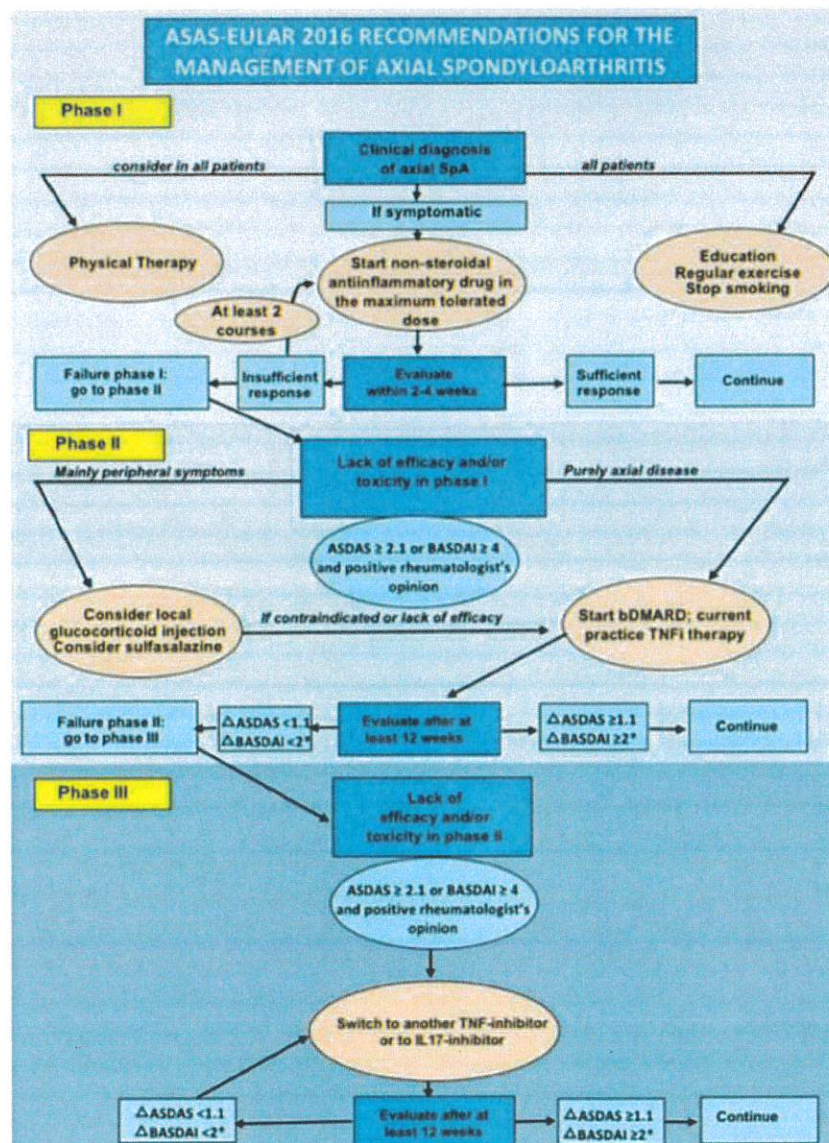 ASAS-EULAR 2016 RECOMMENDATIONS FOR THE
MANAGEMENT OF AXIAL SPONDYLOARTHRITIS
Phase I
consider in all patients
Clinical diagnosis
of axial SpA
all patients
If symptomatic
Physical Therapy
Start non-steroidal
antiinflammatory drug in
the maximum tolerated
dose
Education
Regular exercise
Stop smoking
At least 2
courses
Failure phase I:
go to phase II
Insufficient
response
Evaluate
within 2-4 weeks
Sufficient
response
Continue
Phase II
Mainly peripheral symptoms
Lack of efficacy and/or
toxicity in phase I
Purely axial disease
ASDAS ≥ 2.1 or BASDAI ≥ 4
and positive rheumatologist's
opinion
Consider local
glucocorticoid injection
Consider sulfasalazine
If contraindicated or lack of efficacy
Start bDMARD; current
practice TNFi therapy
Failure phase II:
go to phase III
△ASDAS <1.1
△BASDAI <2*
Evaluate after at
least 12 weeks
△ASDAS ≥1.1
△BASDAI ≥2*
Continue
Phase III
Lack of
efficacy and/or
toxicity in phase II
ASDAS ≥ 2.1 or BASDAI ≥ 4
and positive rheumatologist's
opinion
Switch to another TNF-inhibitor
or to IL17-inhibitor
△ASDAS <1.1
△BASDAI <2*
Evaluate after at
least 12 weeks
△ASDAS ≥1.1
△BASDAI ≥2*
Continue